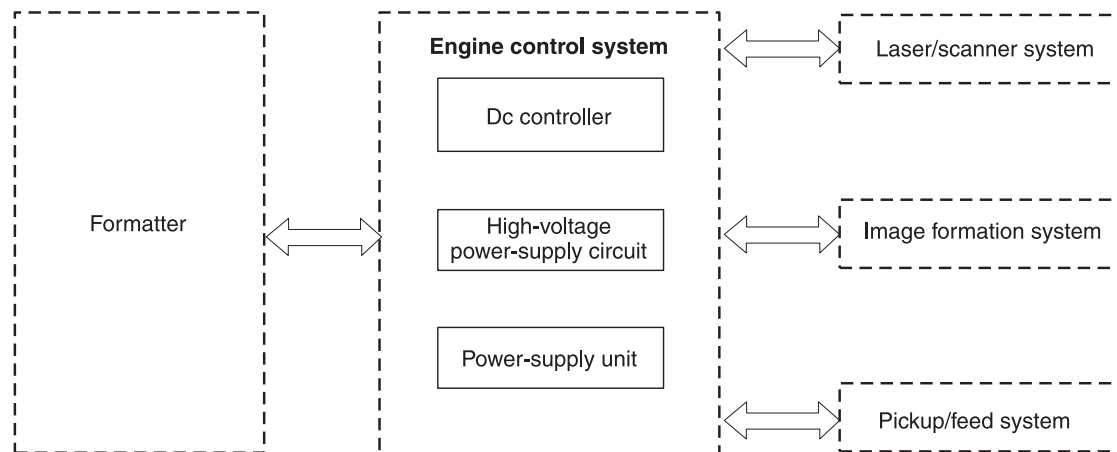 Formatter
Engine control system
Dc controller
High-voltage
power-supply circuit
Power-supply unit
Laser/scanner system
Image formation system
Pickup/feed system